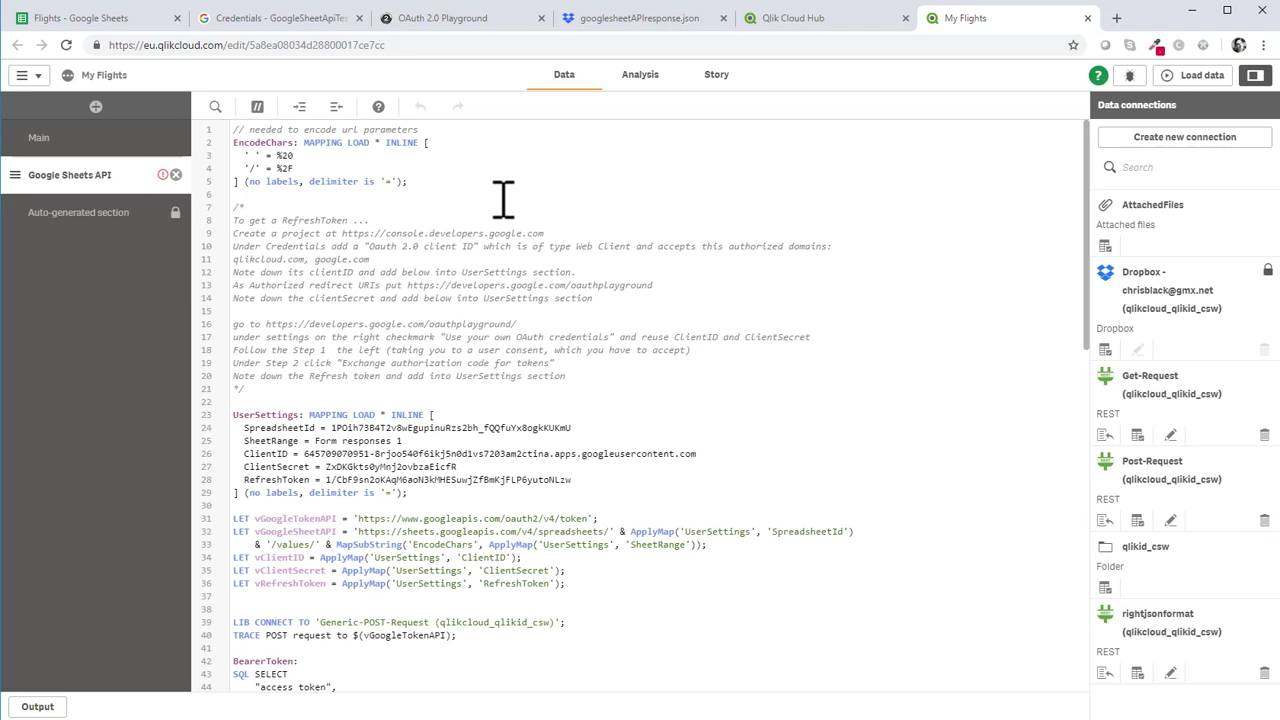 Flights - Google Sheets
Credentials - GoogleSheetApiTes
OAuth 2.0 Playground
googlesheetAPIresponse.json
Qlik Cloud Hub
My Flights
https://eu.qlikcloud.com/edit/5a8ea08034d28800017ce7cc
My Flights
Data
Analysis
Story
Load data
Main
Google Sheets API
Auto-generated section
1 // needed to encode url parameters
2 EncodeChars: MAPPING LOAD * INLINE [
3 ' ' = %20
4 '/' = %2F
5 ] (no labels, delimiter is '=');
6
7 /*
8 To get a RefreshToken ...
9 Create a project at https://console.developers.google.com
10 Under Credentials add a "Oauth 2.0 client ID" which is of type Web Client and accepts this authorized domains:
11 qlikcloud.com, google.com
12 Note down its clientID and add below into UserSettings section.
13 As Authorized redirect URIs put https://developers.google.com/oauthplayground
14 Note down the clientSecret and add below into UserSettings section
15
16 go to https://developers.google.com/oauthplayground/
17 under settings on the right checkmark "Use your own OAuth credentials" and reuse ClientID and ClientSecret
18 Follow the Step 1  the left (taking you to a user consent, which you have to accept)
19 Under Step 2 click "Exchange authorization code for tokens"
20 Note down the Refresh token and add into UserSettings section
21 */
22
23 UserSettings: MAPPING LOAD * INLINE [
24 SpreadsheetId = 1POih73B4T2v8wEgupinuRzs2bh_fQQfuYx8ogkKUKmU
25 SheetRange = Form responses 1
26 ClientID = 645709070951-8rjoo540f6ikj5n0d1vs7203am2ctina.apps.googleusercontent.com
27 ClientSecret = ZxDKGkts0yMnj2ovbzaEicfR
28 RefreshToken = 1/CbF9sn2oKAqM6aoN3kMHESuwjZfBmKjFLP6yutoNLzw
29 ] (no labels, delimiter is '=');
30
31 LET vGoogleTokenAPI = 'https://www.googleapis.com/oauth2/v4/token';
32 LET vGoogleSheetAPI = 'https://sheets.googleapis.com/v4/spreadsheets/' & ApplyMap('UserSettings', 'SpreadsheetId')
33 & '/values/' & MapSubString('EncodeChars', ApplyMap('UserSettings', 'SheetRange'));
34 LET vClientID = ApplyMap('UserSettings', 'ClientID');
35 LET vClientSecret = ApplyMap('UserSettings', 'ClientSecret');
36 LET vRefreshToken = ApplyMap('UserSettings', 'RefreshToken');
37
38
39 LIB CONNECT TO 'Generic-POST-Request (qlikcloud_qlikid_csw)';
40 TRACE POST request to $(vGoogleTokenAPI);
41
42 BearerToken:
43 SQL SELECT
44 "access token",
Output
Data connections
Create new connection
Search
AttachedFiles
Attached files
Dropbox -
chrisblack@gmx.net
(qlikcloud_qlikid_csw)
Dropbox
Get-Request
(qlikcloud_qlikid_csw)
REST
Post-Request
(qlikcloud_qlikid_csw)
REST
qlikid_csw
Folder
rightjsonformat
(qlikcloud_qlikid_csw)
REST